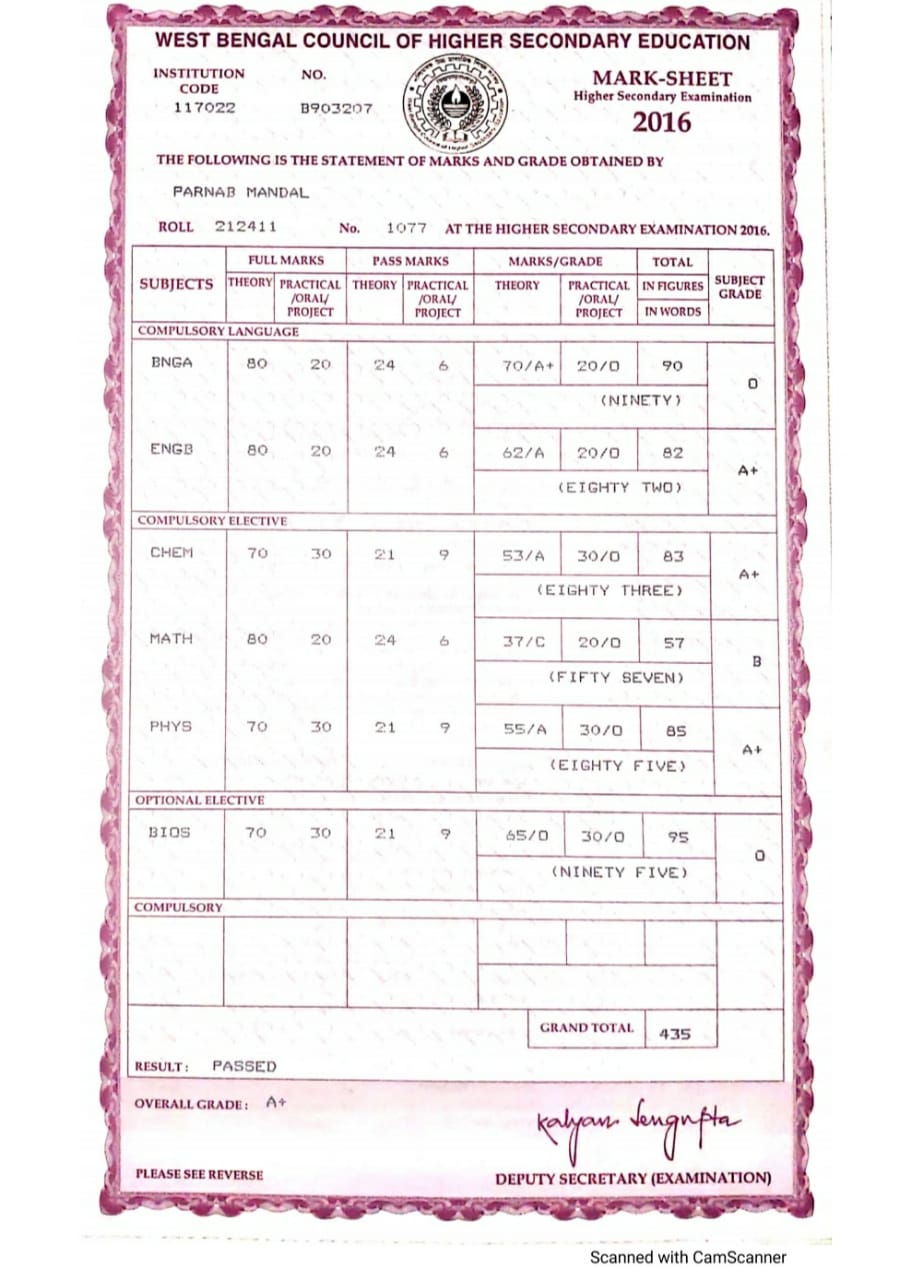 WEST BENGAL COUNCIL OF HIGHER SECONDARY EDUCATION
INSTITUTION CODE NO. MARK-SHEET
117022 B903207 Higher Secondary Examination
2016
THE FOLLOWING IS THE STATEMENT OF MARKS AND GRADE OBTAINED BY
PARNAB MANDAL
ROLL 212411 No. 1077 AT THE HIGHER SECONDARY EXAMINATION 2016.
SUBJECTS FULL MARKS PASS MARKS MARKS/GRADE TOTAL SUBJECT GRADE
THEORY PRACTICAL /ORAL/ PROJECT THEORY PRACTICAL /ORAL/ PROJECT THEORY PRACTICAL /ORAL/ PROJECT IN FIGURES
IN WORDS
COMPULSORY LANGUAGE
BNGA 80 20 24 6 70/A+ 20/O 90 O
(NINETY)
ENGB 80 20 24 6 62/A 20/O 82 A+
(EIGHTY TWO)
COMPULSORY ELECTIVE
CHEM 70 30 21 9 53/A 30/O 83 A+
(EIGHTY THREE)
MATH 80 20 24 6 37/C 20/O 57 B
(FIFTY SEVEN)
PHYS 70 30 21 9 55/A 30/O 85 A+
(EIGHTY FIVE)
OPTIONAL ELECTIVE
BIOS 70 30 21 9 65/O 30/O 95 O
(NINETY FIVE)
COMPULSORY
GRAND TOTAL 435
RESULT : PASSED
OVERALL GRADE : A+
Kalyan Sengupta
PLEASE SEE REVERSE DEPUTY SECRETARY (EXAMINATION)
Scanned with CamScanner